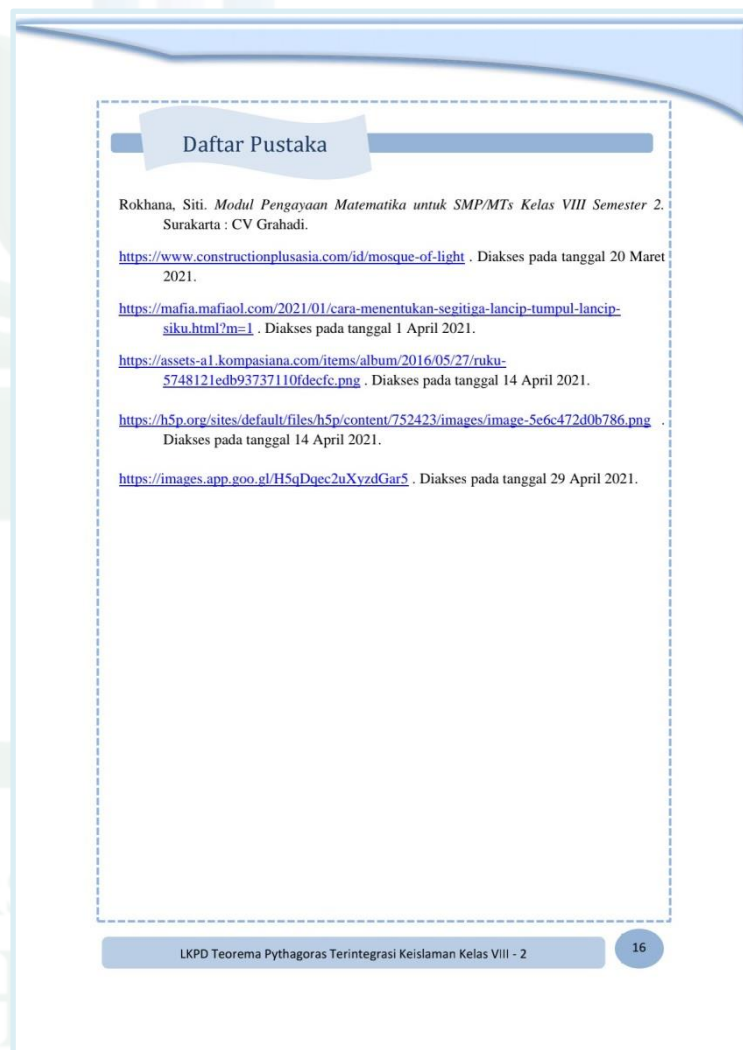 Daftar Pustaka
Rokhana, Siti. Modul Pengayaan Matematika untuk SMP/MTs Kelas VIII Semester 2.
Surakarta : CV Grahadi.
https://www.constructionplusasia.com/id/mosque-of-light . Diakses pada tanggal 20 Maret
2021.
https://mafia.mafiaol.com/2021/01/cara-menentukan-segitiga-lancip-tumpul-lancip-
siku.html?m=1 . Diakses pada tanggal 1 April 2021.
https://assets-a1.kompasiana.com/items/album/2016/05/27/ruku-
5748121edb93737110fdecfc.png . Diakses pada tanggal 14 April 2021.
https://h5p.org/sites/default/files/h5p/content/752423/images/image-5e6c472d0b786.png .
Diakses pada tanggal 14 April 2021.
https://images.app.goo.gl/H5qDqec2uXyzdGar5 . Diakses pada tanggal 29 April 2021.
LKPD Teorema Pythagoras Terintegrasi Keislaman Kelas VIII - 2
16